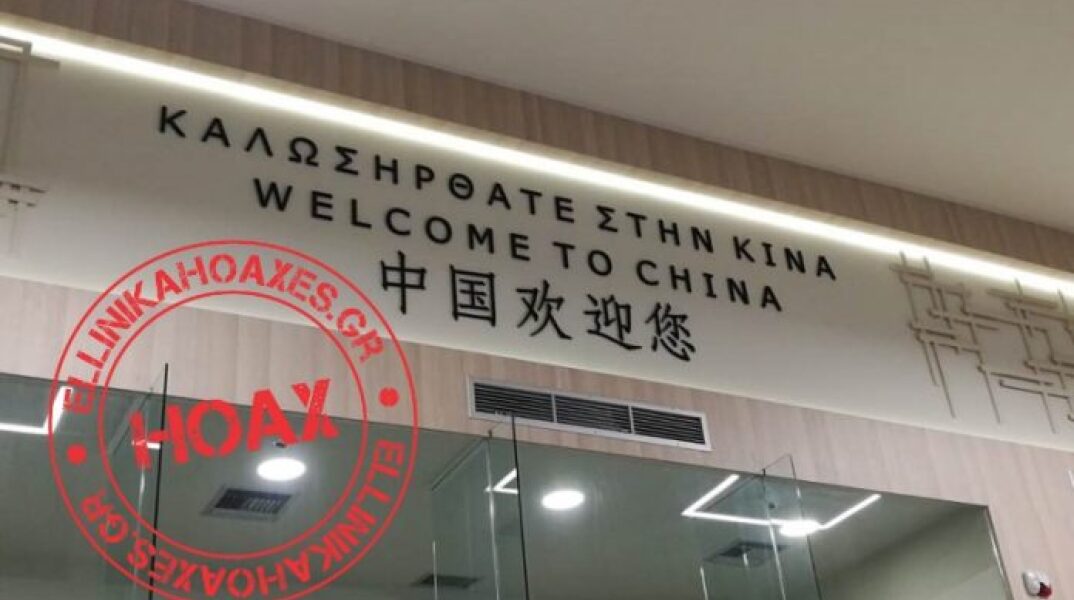 ΚΑΛΩΣΗΡΘΑΤΕ ΣΤΗΝ ΚΙΝΑ
WELCOME TO CHINA
中国欢迎您
ELLINIKAHOAXES.GR
HOAX
ELLINIKAHOAXES.GR